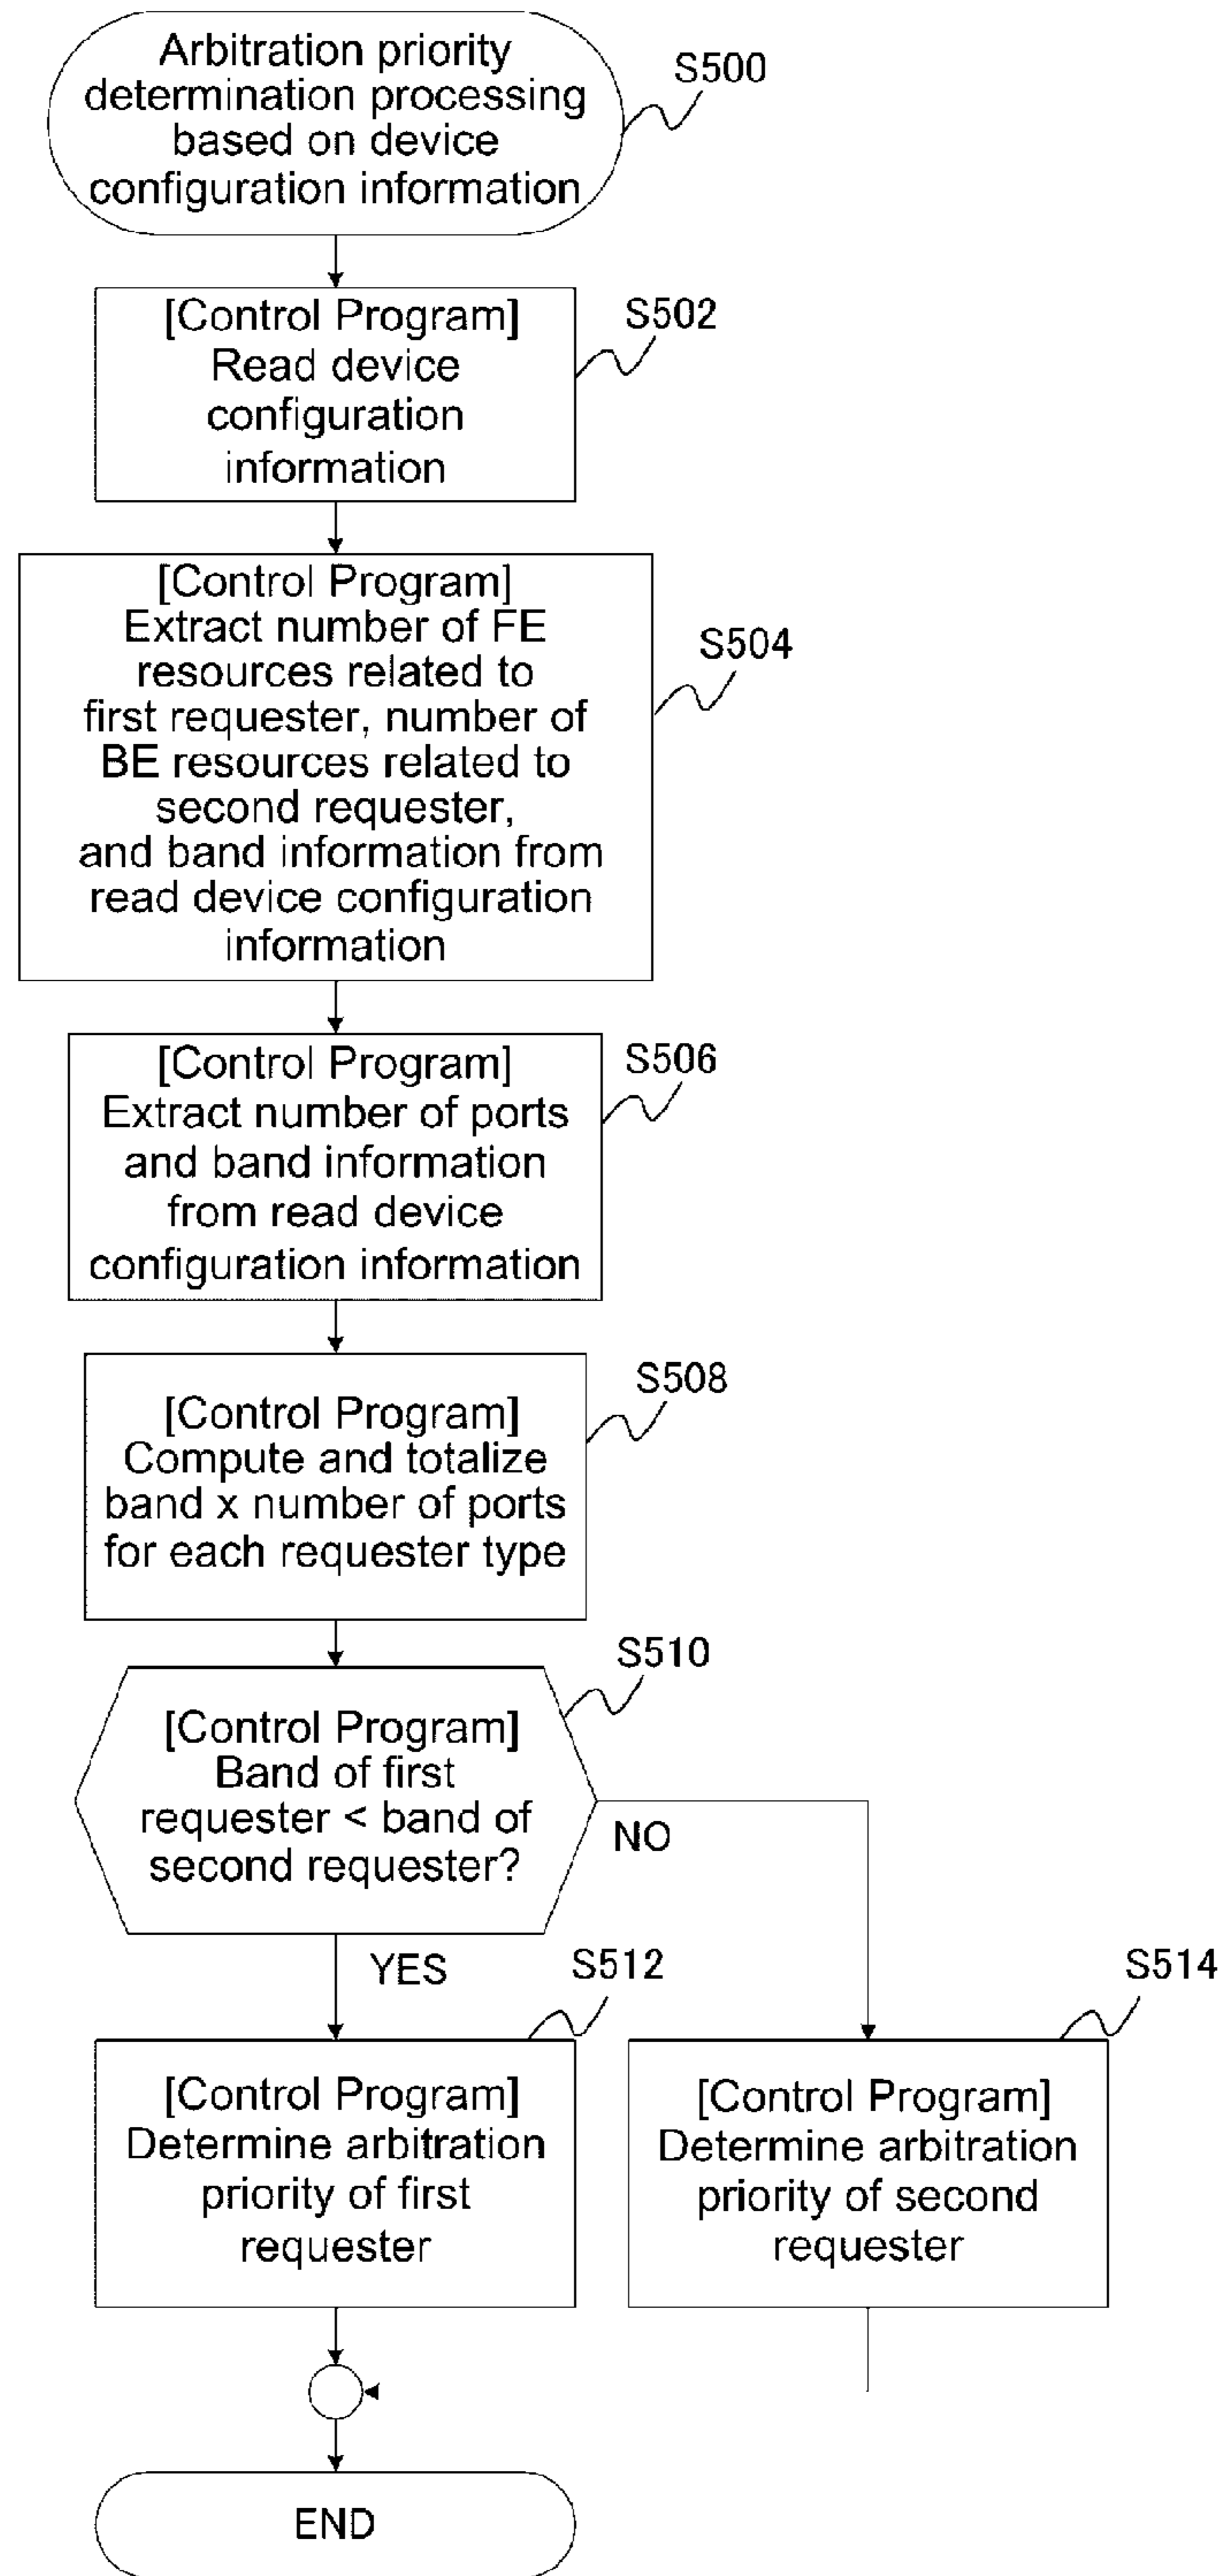 Arbitration priority
determination processing
based on device
configuration information
S500
[Control Program]
Read device
configuration
information
S502
[Control Program]
Extract number of FE
resources related to
first requester, number of
BE resources related to
second requester,
and band information from
read device configuration
information
S504
[Control Program]
Extract number of ports
and band information
from read device
configuration information
S506
[Control Program]
Compute and totalize
band x number of ports
for each requester type
S508
[Control Program]
Band of first
requester < band of
second requester?
S510
NO
YES
[Control Program]
Determine arbitration
priority of first
requester
S512
[Control Program]
Determine arbitration
priority of second
requester
S514
END